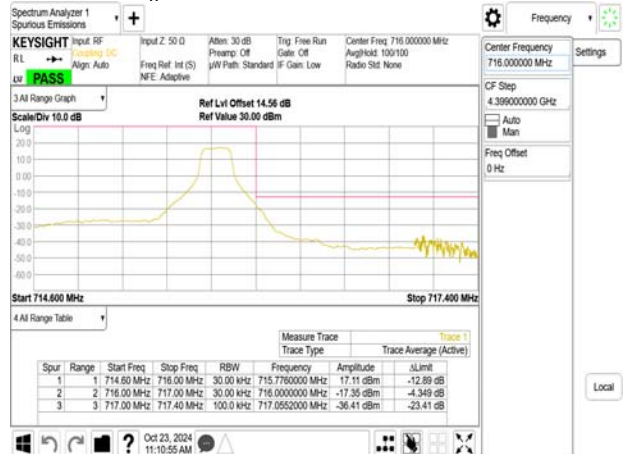 Spectrum Analyzer 1
Spurious Emissions
Frequency
Settings
KEYSIGHT Input: RF Input Z: 50 Ω Atten: 30 dB Trig: Free Run Center Freq: 716.000000 MHz
RL Coupling: DC Preamp: Off Gate: Off Avg|Hold: 100/100
Align: Auto Freq Ref: Int (S) µW Path: Standard IF Gain: Low Radio Std: None
PASS NFE: Adaptive
Center Frequency
716.000000 MHz
CF Step
4.399000000 GHz
Auto
Man
Freq Offset
0 Hz
3 All Range Graph
Ref Lvl Offset 14.56 dB
Scale/Div 10.0 dB Ref Value 30.00 dBm
Log
20.0
10.0
0.00
-10.0
-20.0
-30.0
-40.0
-50.0
-60.0
Start 714.600 MHz Stop 717.400 MHz
4 All Range Table
Measure Trace Trace 1
Trace Type Trace Average (Active)
Spur Range Start Freq Stop Freq RBW Frequency Amplitude ΔLimit
1 1 714.60 MHz 716.00 MHz 30.00 kHz 715.7760000 MHz 17.11 dBm -12.89 dB
2 2 716.00 MHz 717.00 MHz 30.00 kHz 716.0000000 MHz -17.35 dBm -4.349 dB
3 3 717.00 MHz 717.40 MHz 100.0 kHz 717.0552000 MHz -36.41 dBm -23.41 dB
Local
Oct 23, 2024
11:10:55 AM